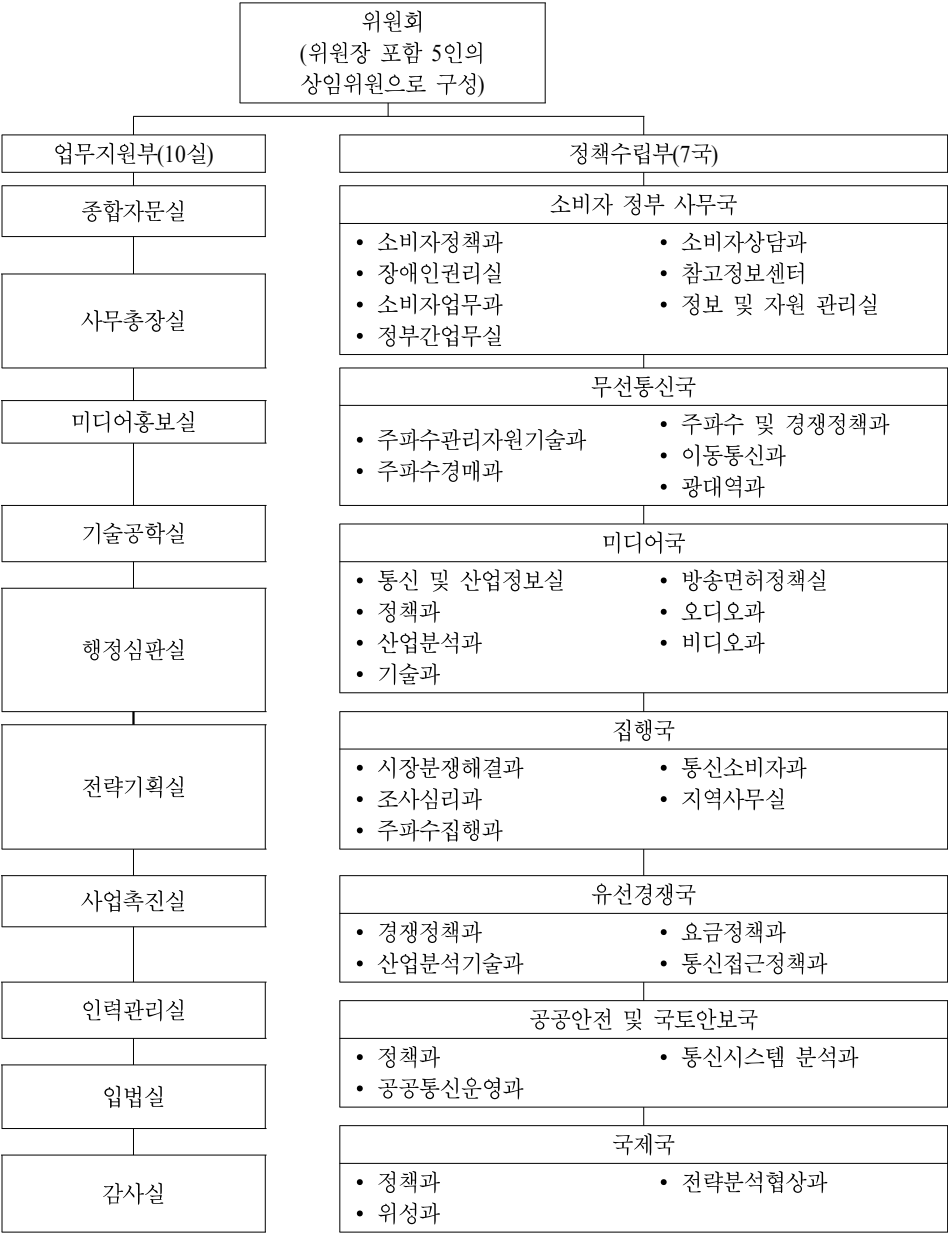 위원회
(위원장 포함 5인의
상임위원으로 구성)
업무지원부(10실)
종합자문실
사무총장실
미디어홍보실
기술공학실
행정심판실
전략기획실
사업촉진실
인력관리실
입법실
감사실
정책수립부(7국)
소비자 정부 사무국
• 소비자정책과
• 장애인권리실
• 소비자업무과
• 정부간업무실
• 소비자상담과
• 참고정보센터
• 정보 및 자원 관리실
무선통신국
• 주파수관리자원기술과
• 주파수경매과
• 주파수 및 경쟁정책과
• 이동통신과
• 광대역과
미디어국
• 통신 및 산업정보실
• 정책과
• 산업분석과
• 기술과
• 방송면허정책실
• 오디오과
• 비디오과
집행국
• 시장분쟁해결과
• 조사심리과
• 주파수집행과
• 통신소비자과
• 지역사무실
유선경쟁국
• 경쟁정책과
• 산업분석기술과
• 요금정책과
• 통신접근정책과
공공안전 및 국토안보국
• 정책과
• 공공통신운영과
• 통신시스템 분석과
국제국
• 정책과
• 위성과
• 전략분석협상과